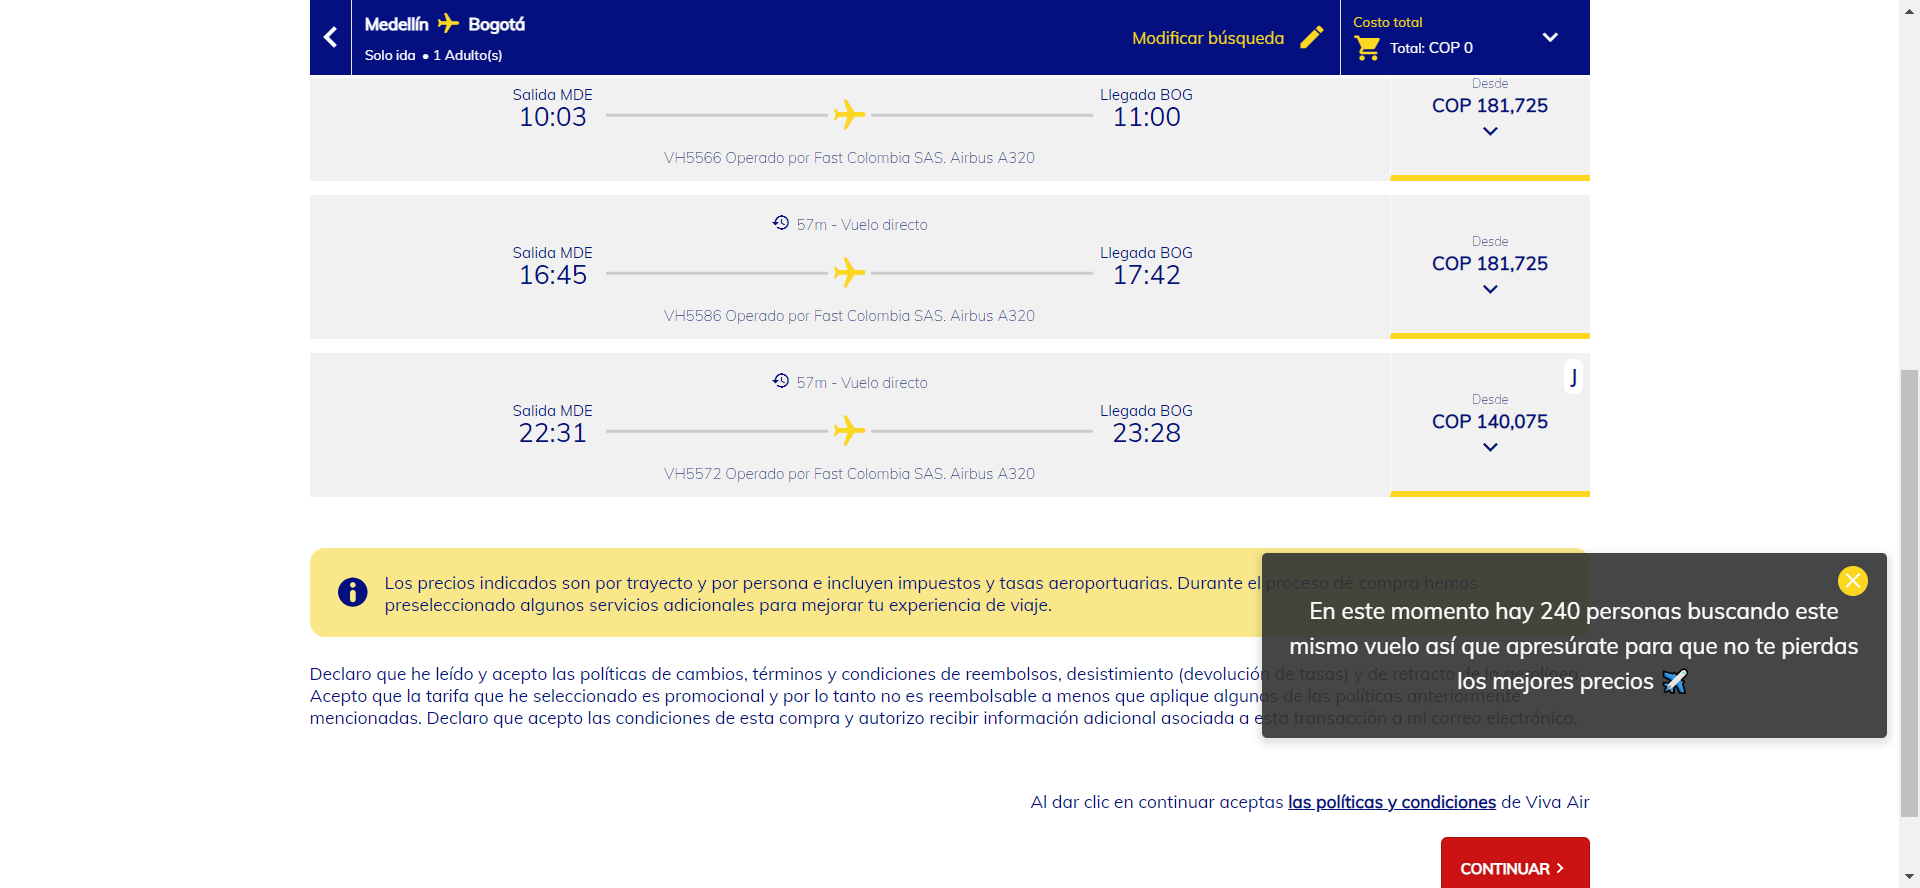 Medellín Bogotá
Solo ida • 1 Adulto(s)
Modificar búsqueda
Costo total
Total: COP 0
Salida MDE
10:03
Llegada BOG
11:00
VH5566 Operado por Fast Colombia SAS. Airbus A320
Desde
COP 181,725
57m - Vuelo directo
Salida MDE
16:45
Llegada BOG
17:42
VH5586 Operado por Fast Colombia SAS. Airbus A320
Desde
COP 181,725
57m - Vuelo directo
Salida MDE
22:31
Llegada BOG
23:28
VH5572 Operado por Fast Colombia SAS. Airbus A320
J
Desde
COP 140,075
Los precios indicados son por trayecto y por persona e incluyen impuestos y tasas aeroportuarias. Durante el proceso de compra hemos
preseleccionado algunos servicios adicionales para mejorar tu experiencia de viaje.
En este momento hay 240 personas buscando este
mismo vuelo así que apresúrate para que no te pierdas
los mejores precios
Declaro que he leído y acepto las políticas de cambios, términos y condiciones de reembolsos, desistimiento (devolución de tasas) y de retracto de la aerolínea.
Acepto que la tarifa que he seleccionado es promocional y por lo tanto no es reembolsable a menos que aplique algunas de las políticas anteriormente
mencionadas. Declaro que acepto las condiciones de esta compra y autorizo recibir información adicional asociada a esta transacción a mi correo electrónico.
Al dar clic en continuar aceptas las políticas y condiciones de Viva Air
CONTINUAR